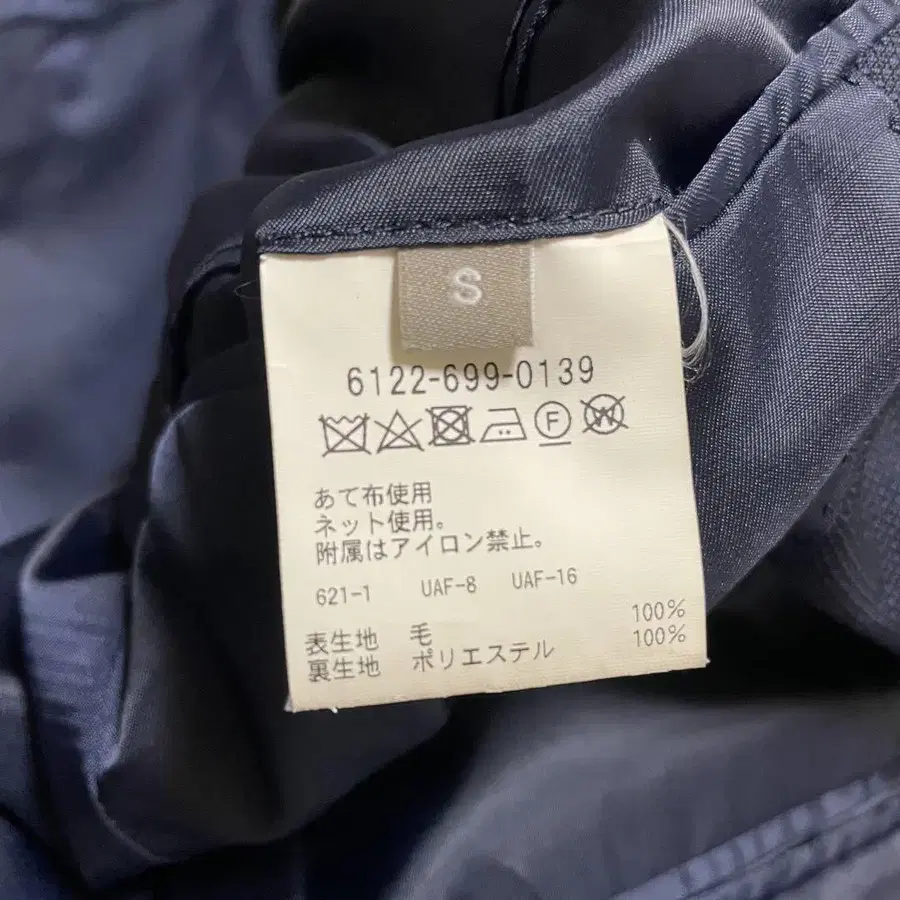 S
6122-699-0139
F W
あて布使用
ネット使用。
附属はアイロン禁止。
621-1 UAF-8 UAF-16
表生地 毛 100%
裏生地 ポリエステル 100%